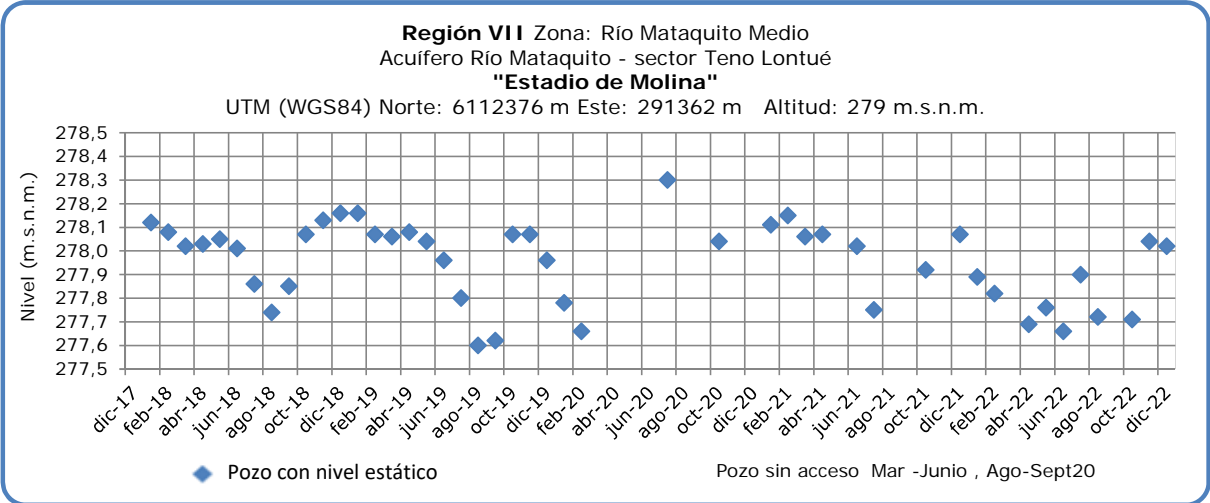 Región VII Zona: Río Mataquito Medio
Acuífero Río Mataquito - sector Teno Lontué
"Estadio de Molina"
UTM (WGS84) Norte: 6112376 m Este: 291362 m Altitud: 279 m.s.n.m.
Nivel (m.s.n.m.)
278,5
278,4
278,3
278,2
278,1
278,0
277,9
277,8
277,7
277,6
277,5
dic-17
feb-18
abr-18
jun-18
ago-18
oct-18
dic-18
feb-19
abr-19
jun-19
ago-19
oct-19
dic-19
feb-20
abr-20
jun-20
ago-20
oct-20
dic-20
feb-21
abr-21
jun-21
ago-21
oct-21
dic-21
feb-22
abr-22
jun-22
ago-22
oct-22
dic-22
Pozo con nivel estático
Pozo sin acceso Mar -Junio , Ago-Sept20